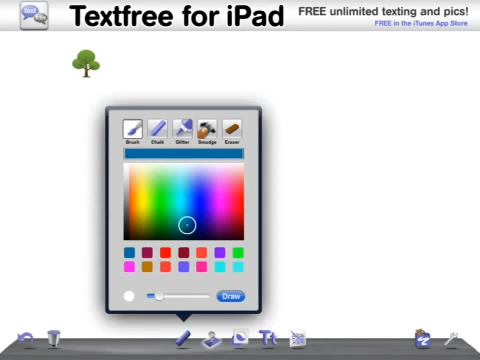 text
Textfree for iPad
FREE unlimited texting and pics!
FREE in the iTunes App Store
Brush Chalk Glitter Smudge Eraser
Draw
Tt